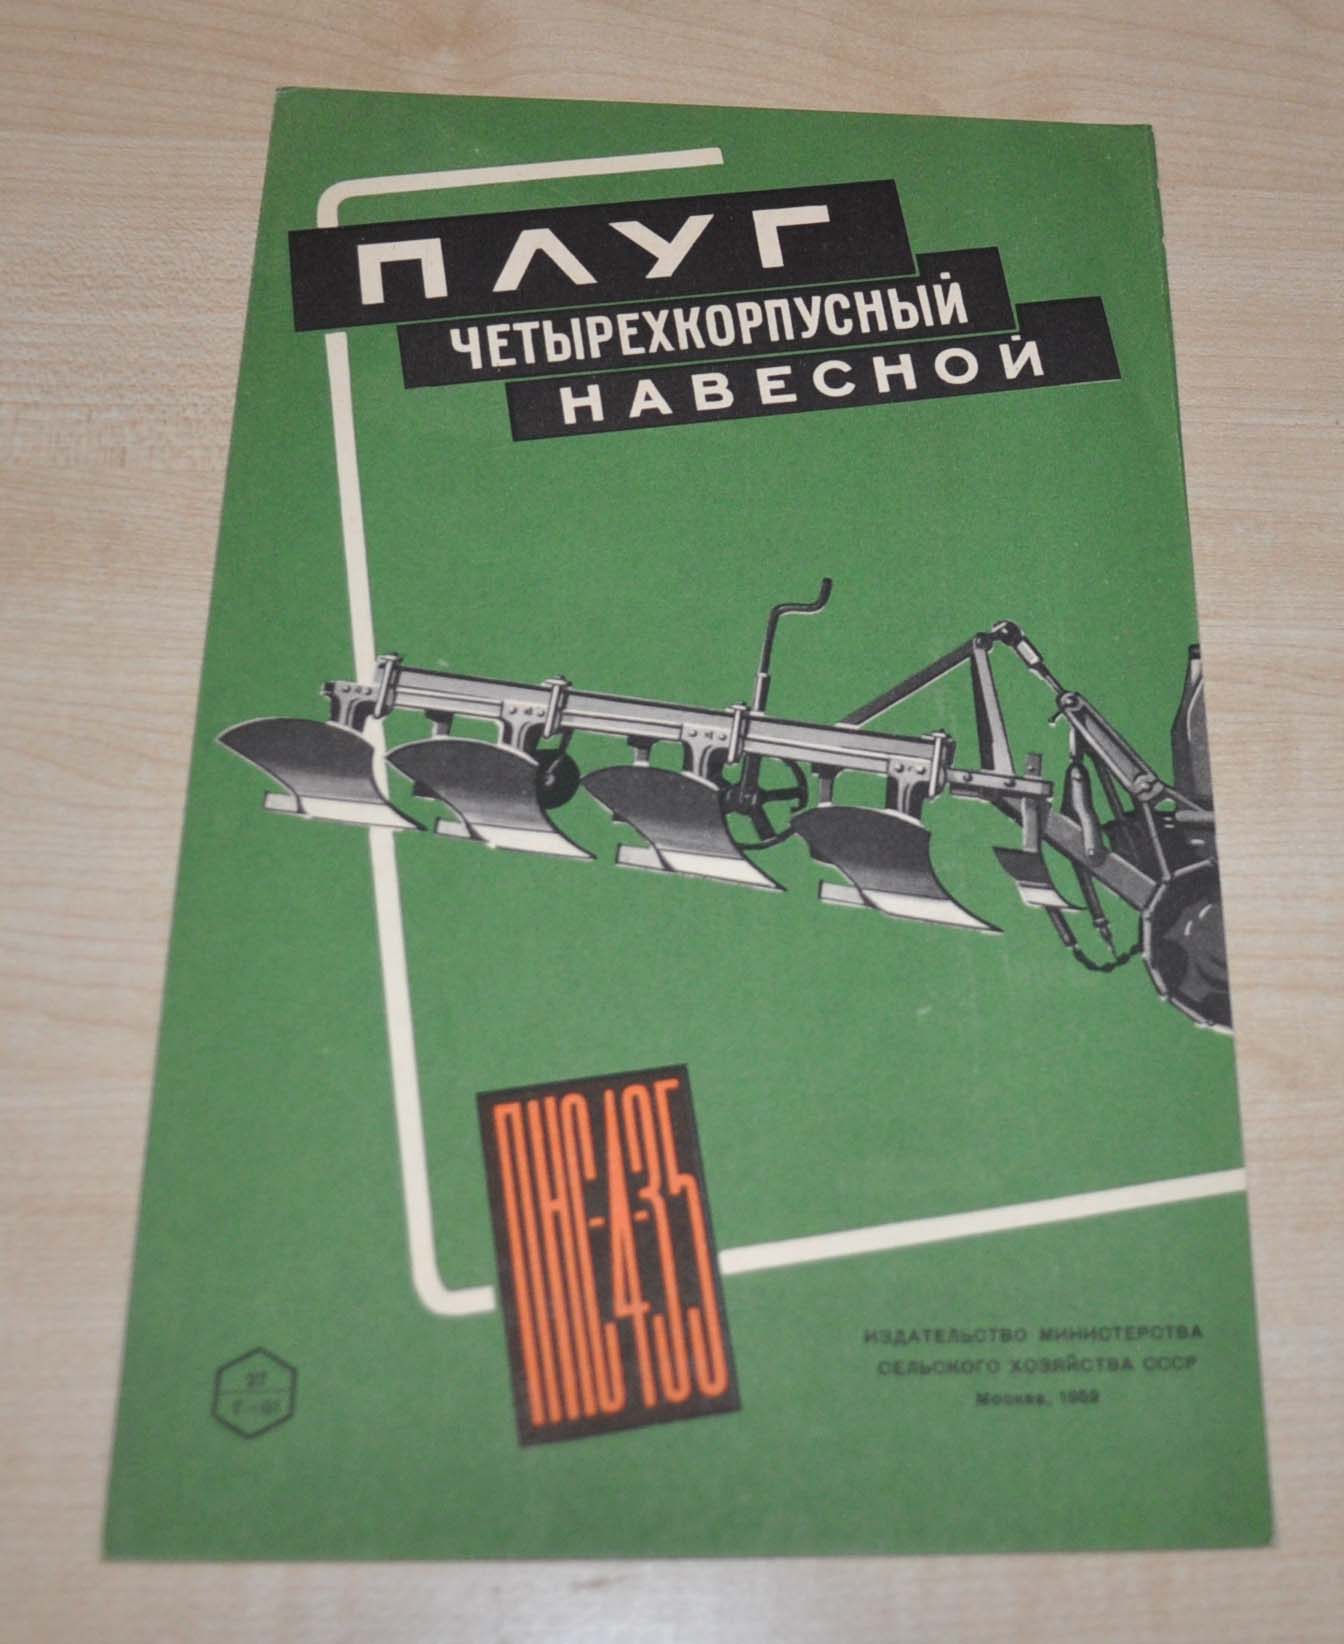 ПЛУГ
ЧЕТЫРЕХКОРПУСНЫЙ
НАВЕСНОЙ
ПНС-4-35
ИЗДАТЕЛЬСТВО МИНИСТЕРСТВА
СЕЛЬСКОГО ХОЗЯЙСТВА СССР
Москва, 1959